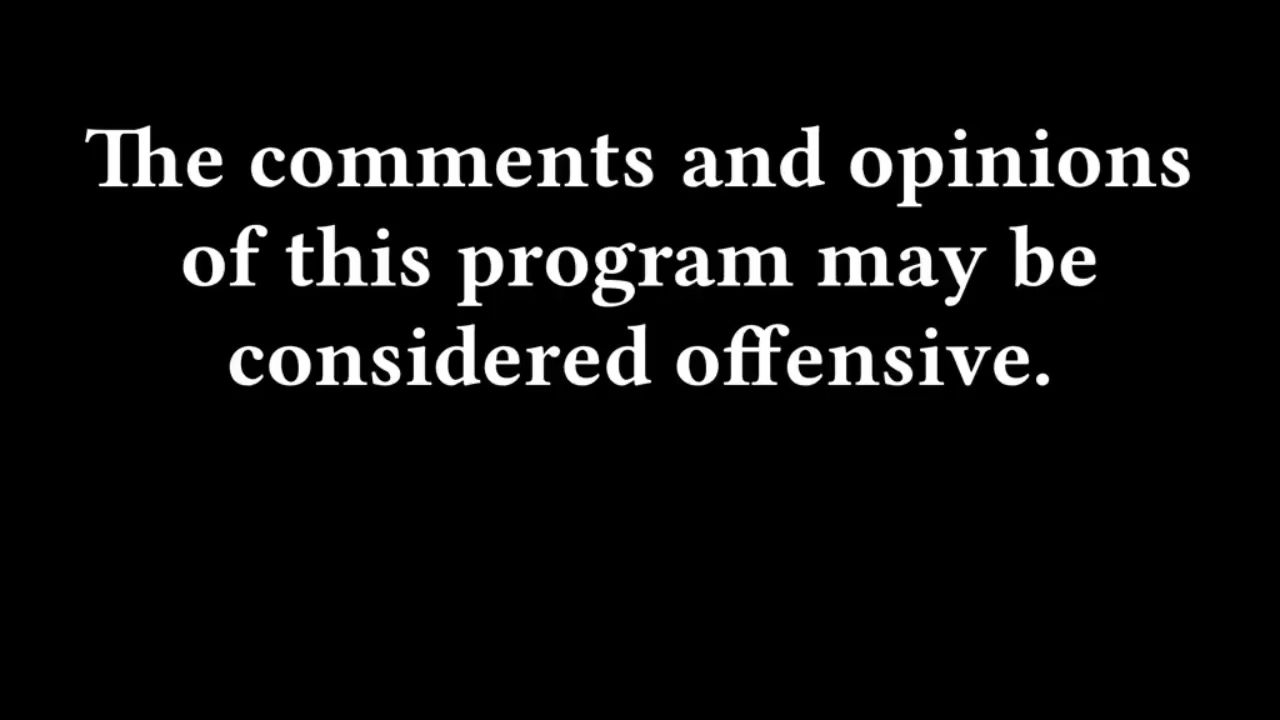 The comments and opinions
of this program may be
considered offensive.